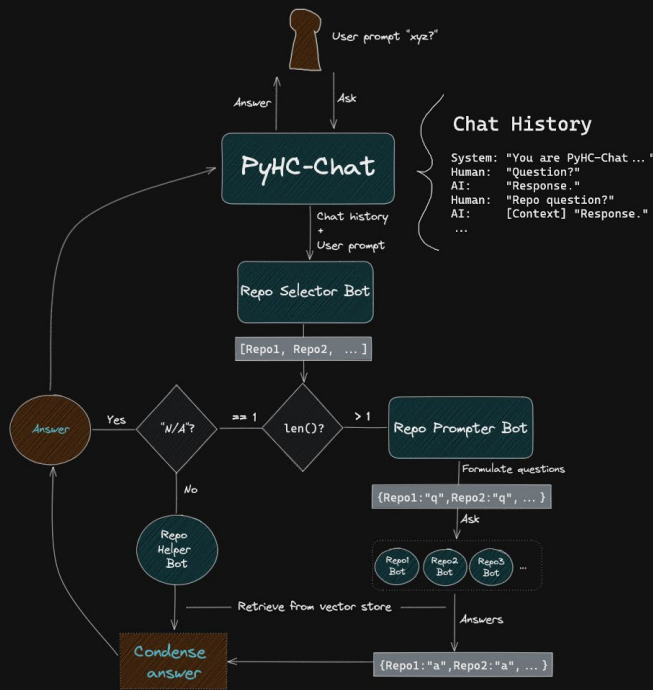 User prompt "xyz?"
Answer
Ask
PyHC-Chat
Chat History
System: "You are PyHC-Chat..."
Human: "Question?"
AI: "Response."
Human: "Repo question?"
AI: [Context] "Response."
...
Chat history
+
User prompt
Repo Selector Bot
[Repo1, Repo2, ...]
Answer
Yes
"N/A"?
== 1
len()?
> 1
Repo Prompter Bot
Formulate questions
No
{Repo1:"q",Repo2:"q",...}
Ask
Repo
Helper
Bot
Repo1
Bot
Repo2
Bot
Repo3
Bot
...
Retrieve from vector store
Answers
Condense
answer
{Repo1:"a",Repo2:"a",...}